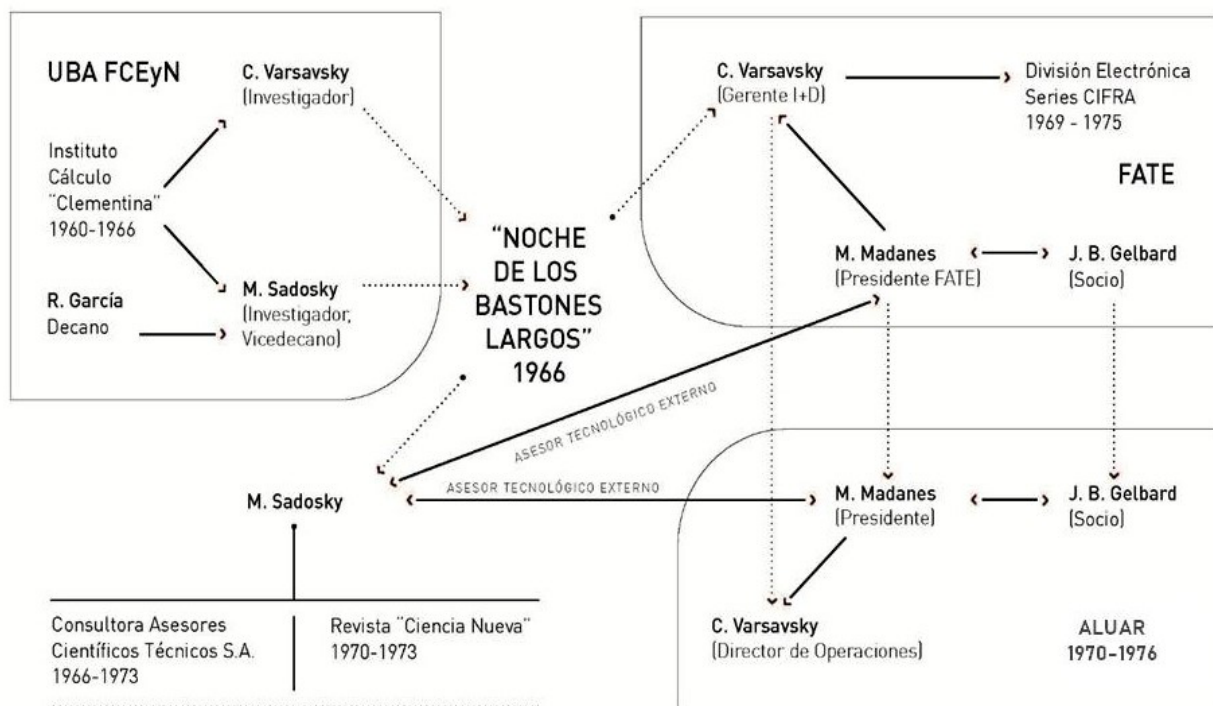 UBA FCEyN
C. Varsavsky
(Investigador)
Instituto
Cálculo
"Clementina"
1960-1966
R. García
Decano
M. Sadosky
(Investigador,
Vicedecano)
"NOCHE
DE LOS
BASTONES
LARGOS"
1966
C. Varsavsky
(Gerente I+D)
División Electrónica
Series CIFRA
1969 - 1975
FATE
M. Madanes
(Presidente FATE)
J. B. Gelbard
(Socio)
ASESOR TECNOLÓGICO EXTERNO
ASESOR TECNOLÓGICO EXTERNO
M. Sadosky
Consultora Asesores
Científicos Técnicos S.A.
1966-1973
Revista "Ciencia Nueva"
1970-1973
M. Madanes
(Presidente)
J. B. Gelbard
(Socio)
C. Varsavsky
(Director de Operaciones)
ALUAR
1970-1976